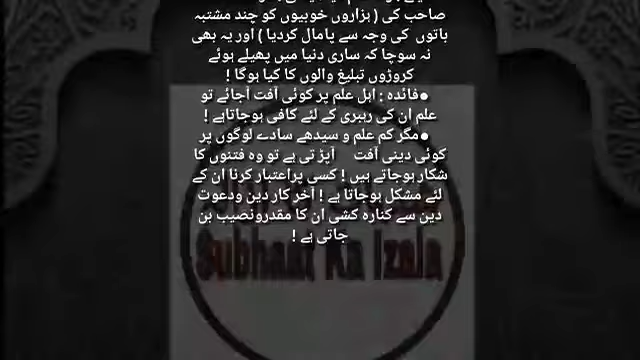 صاحب کی ( ہزاروں خوبیوں کو چند مشتبہ
باتوں کی وجہ سے پامال کردیا ) اور یہ بھی
نہ سوچا کہ ساری دنیا میں پھیلے ہوئے
کروڑوں تبلیغ والوں کا کیا ہوگا !
●فائدہ : اہل علم پر کوئی آفت آجائے تو
علم ان کی رہبری کے لئے کافی ہوجاتاہے !
●مگر کم علم و سیدھے سادے لوگوں پر
کوئی دینی آفت آپڑ تی ہے تو وہ فتنوں کا
شکار ہوجاتے ہیں ! کسی پراعتبار کرنا ان کے
لئے مشکل ہوجاتا ہے ! آخر کار دین ودعوت
دین سے کنارہ کشی ان کا مقدرونصیب بن
جاتی ہے !
Subhaat Ka Izala